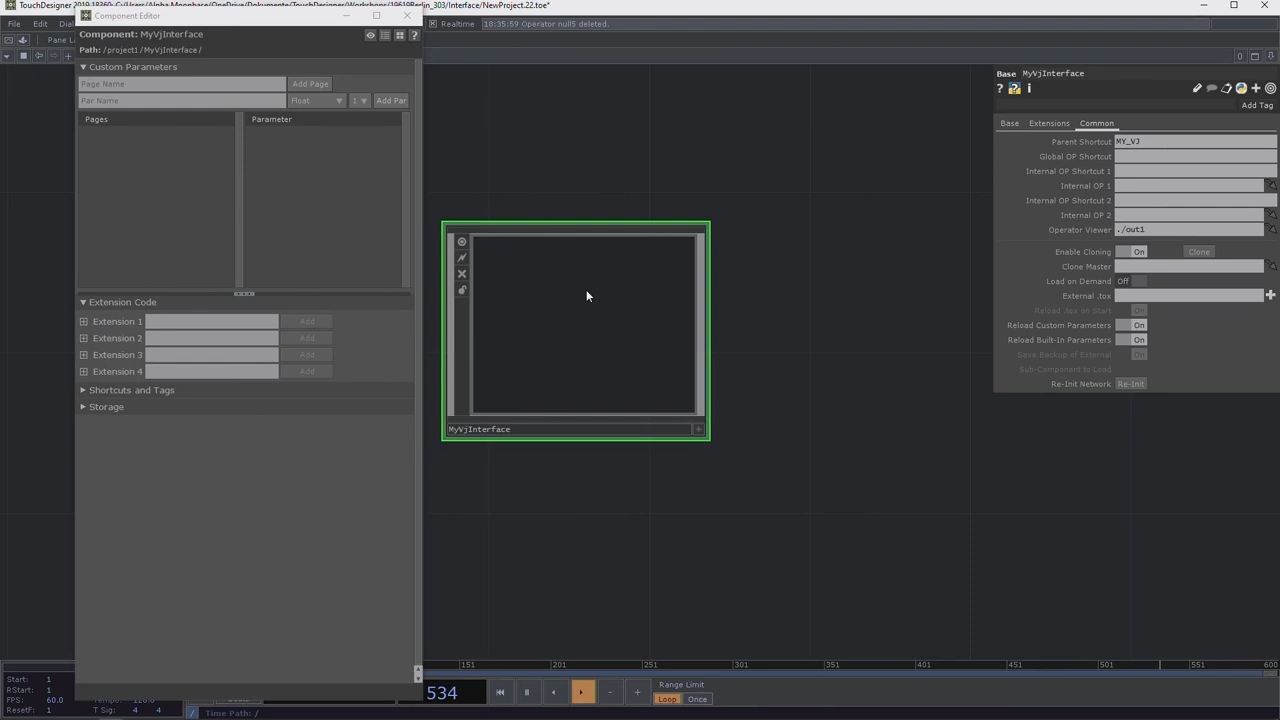 TouchDesigner 2019.18360: C:/Users/Alpha Moonbase/OneDrive/Dokumente/TouchDesigner/Workshops/1961Berlin_303/Interface/NewProject.22.toe*
Component Editor
File Edit
Realtime
18:35:59 Operator null5 deleted.
Pane La
Component: MyVjInterface
Path: /project1/MyVjInterface/
Custom Parameters
Page Name Add Page
Par Name Float 1 Add Par
Pages Parameter
Extension Code
Extension 1 Add
Extension 2 Add
Extension 3 Add
Extension 4 Add
Shortcuts and Tags
Storage
MyVjInterface
Base MyVjInterface
? ? i
Add Tag
Base Extensions Common
Parent Shortcut MY_VJ
Global OP Shortcut
Internal OP Shortcut 1
Internal OP 1
Internal OP Shortcut 2
Internal OP 2
Operator Viewer ./out1
Enable Cloning On Clone
Clone Master
Load on Demand Off
External .tox
Reload .tox on Start On
Reload Custom Parameters On
Reload Built-In Parameters On
Save Backup of External On
Sub-Component to Load
Re-Init Network Re-Init
151 201 251 301 351 401 451 501 551 600
Start: 1
RStart: 1
FPS: 60.0
ResetF: 1
T Sig: 4 4
534
Range Limit
Loop Once
/ Time Path: /